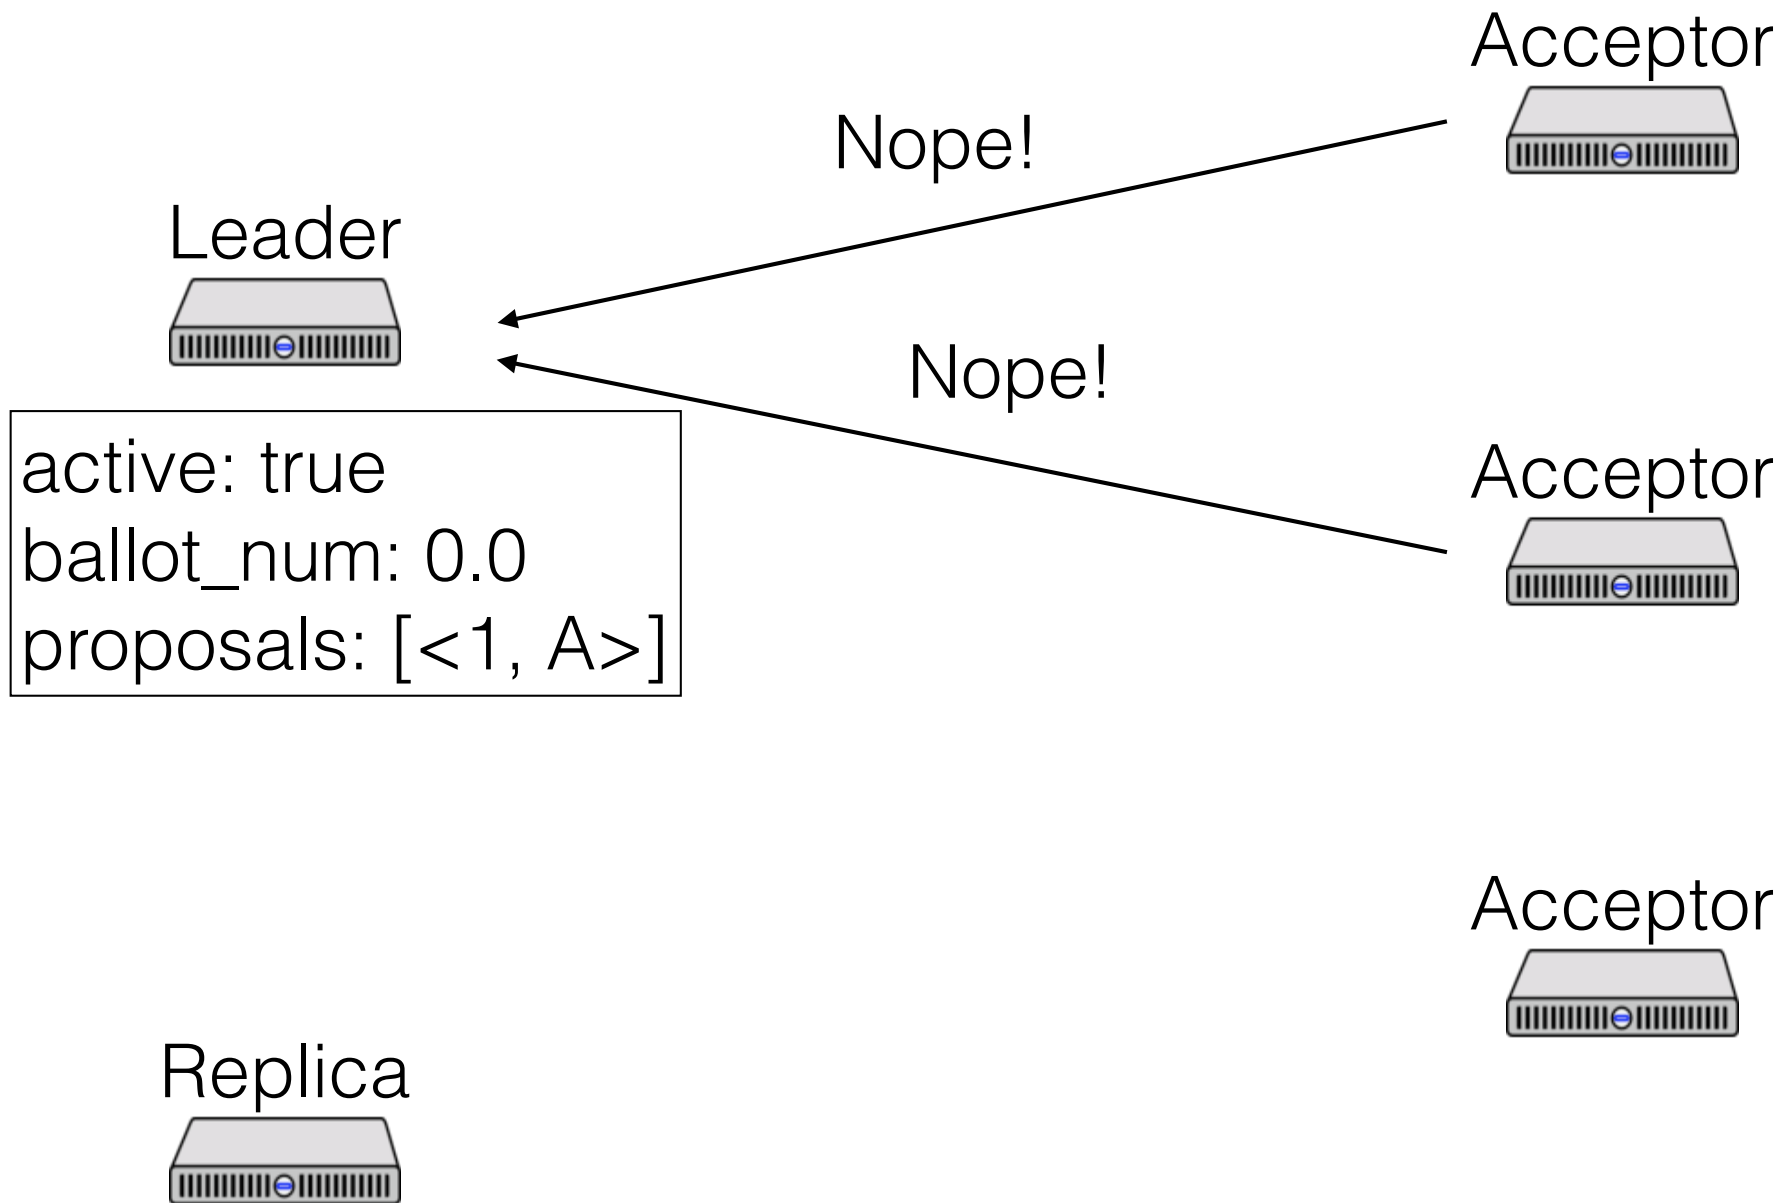 Acceptor
Nope!
Leader
Nope!
active: true
ballot_num: 0.0
proposals: [<1, A>]
Acceptor
Acceptor
Replica